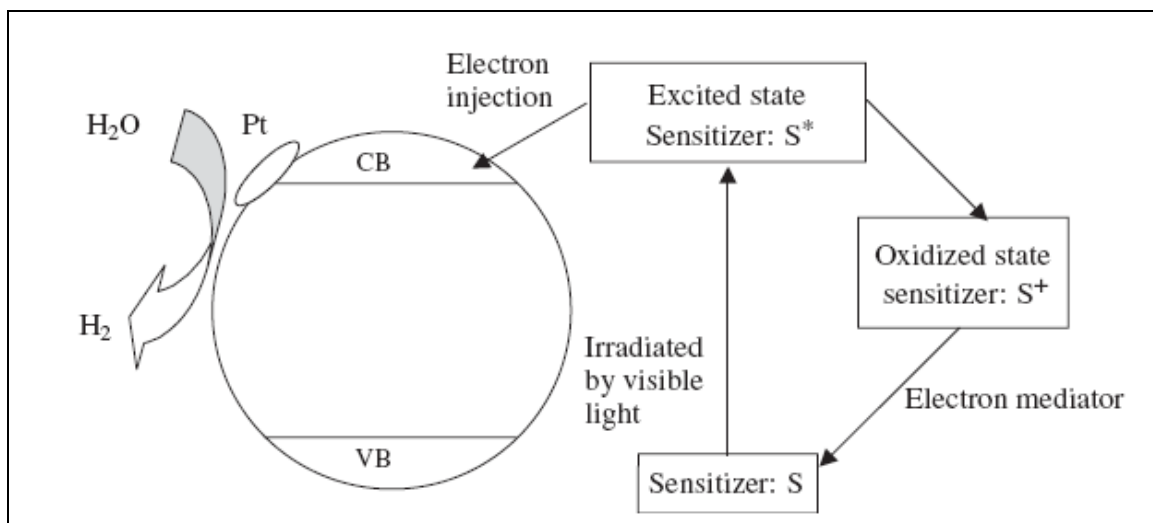 Electron
injection
Excited state
Sensitizer: S*
H2O
Pt
CB
Oxidized state
sensitizer: S+
H2
Irradiated
by visible
light
Electron mediator
VB
Sensitizer: S